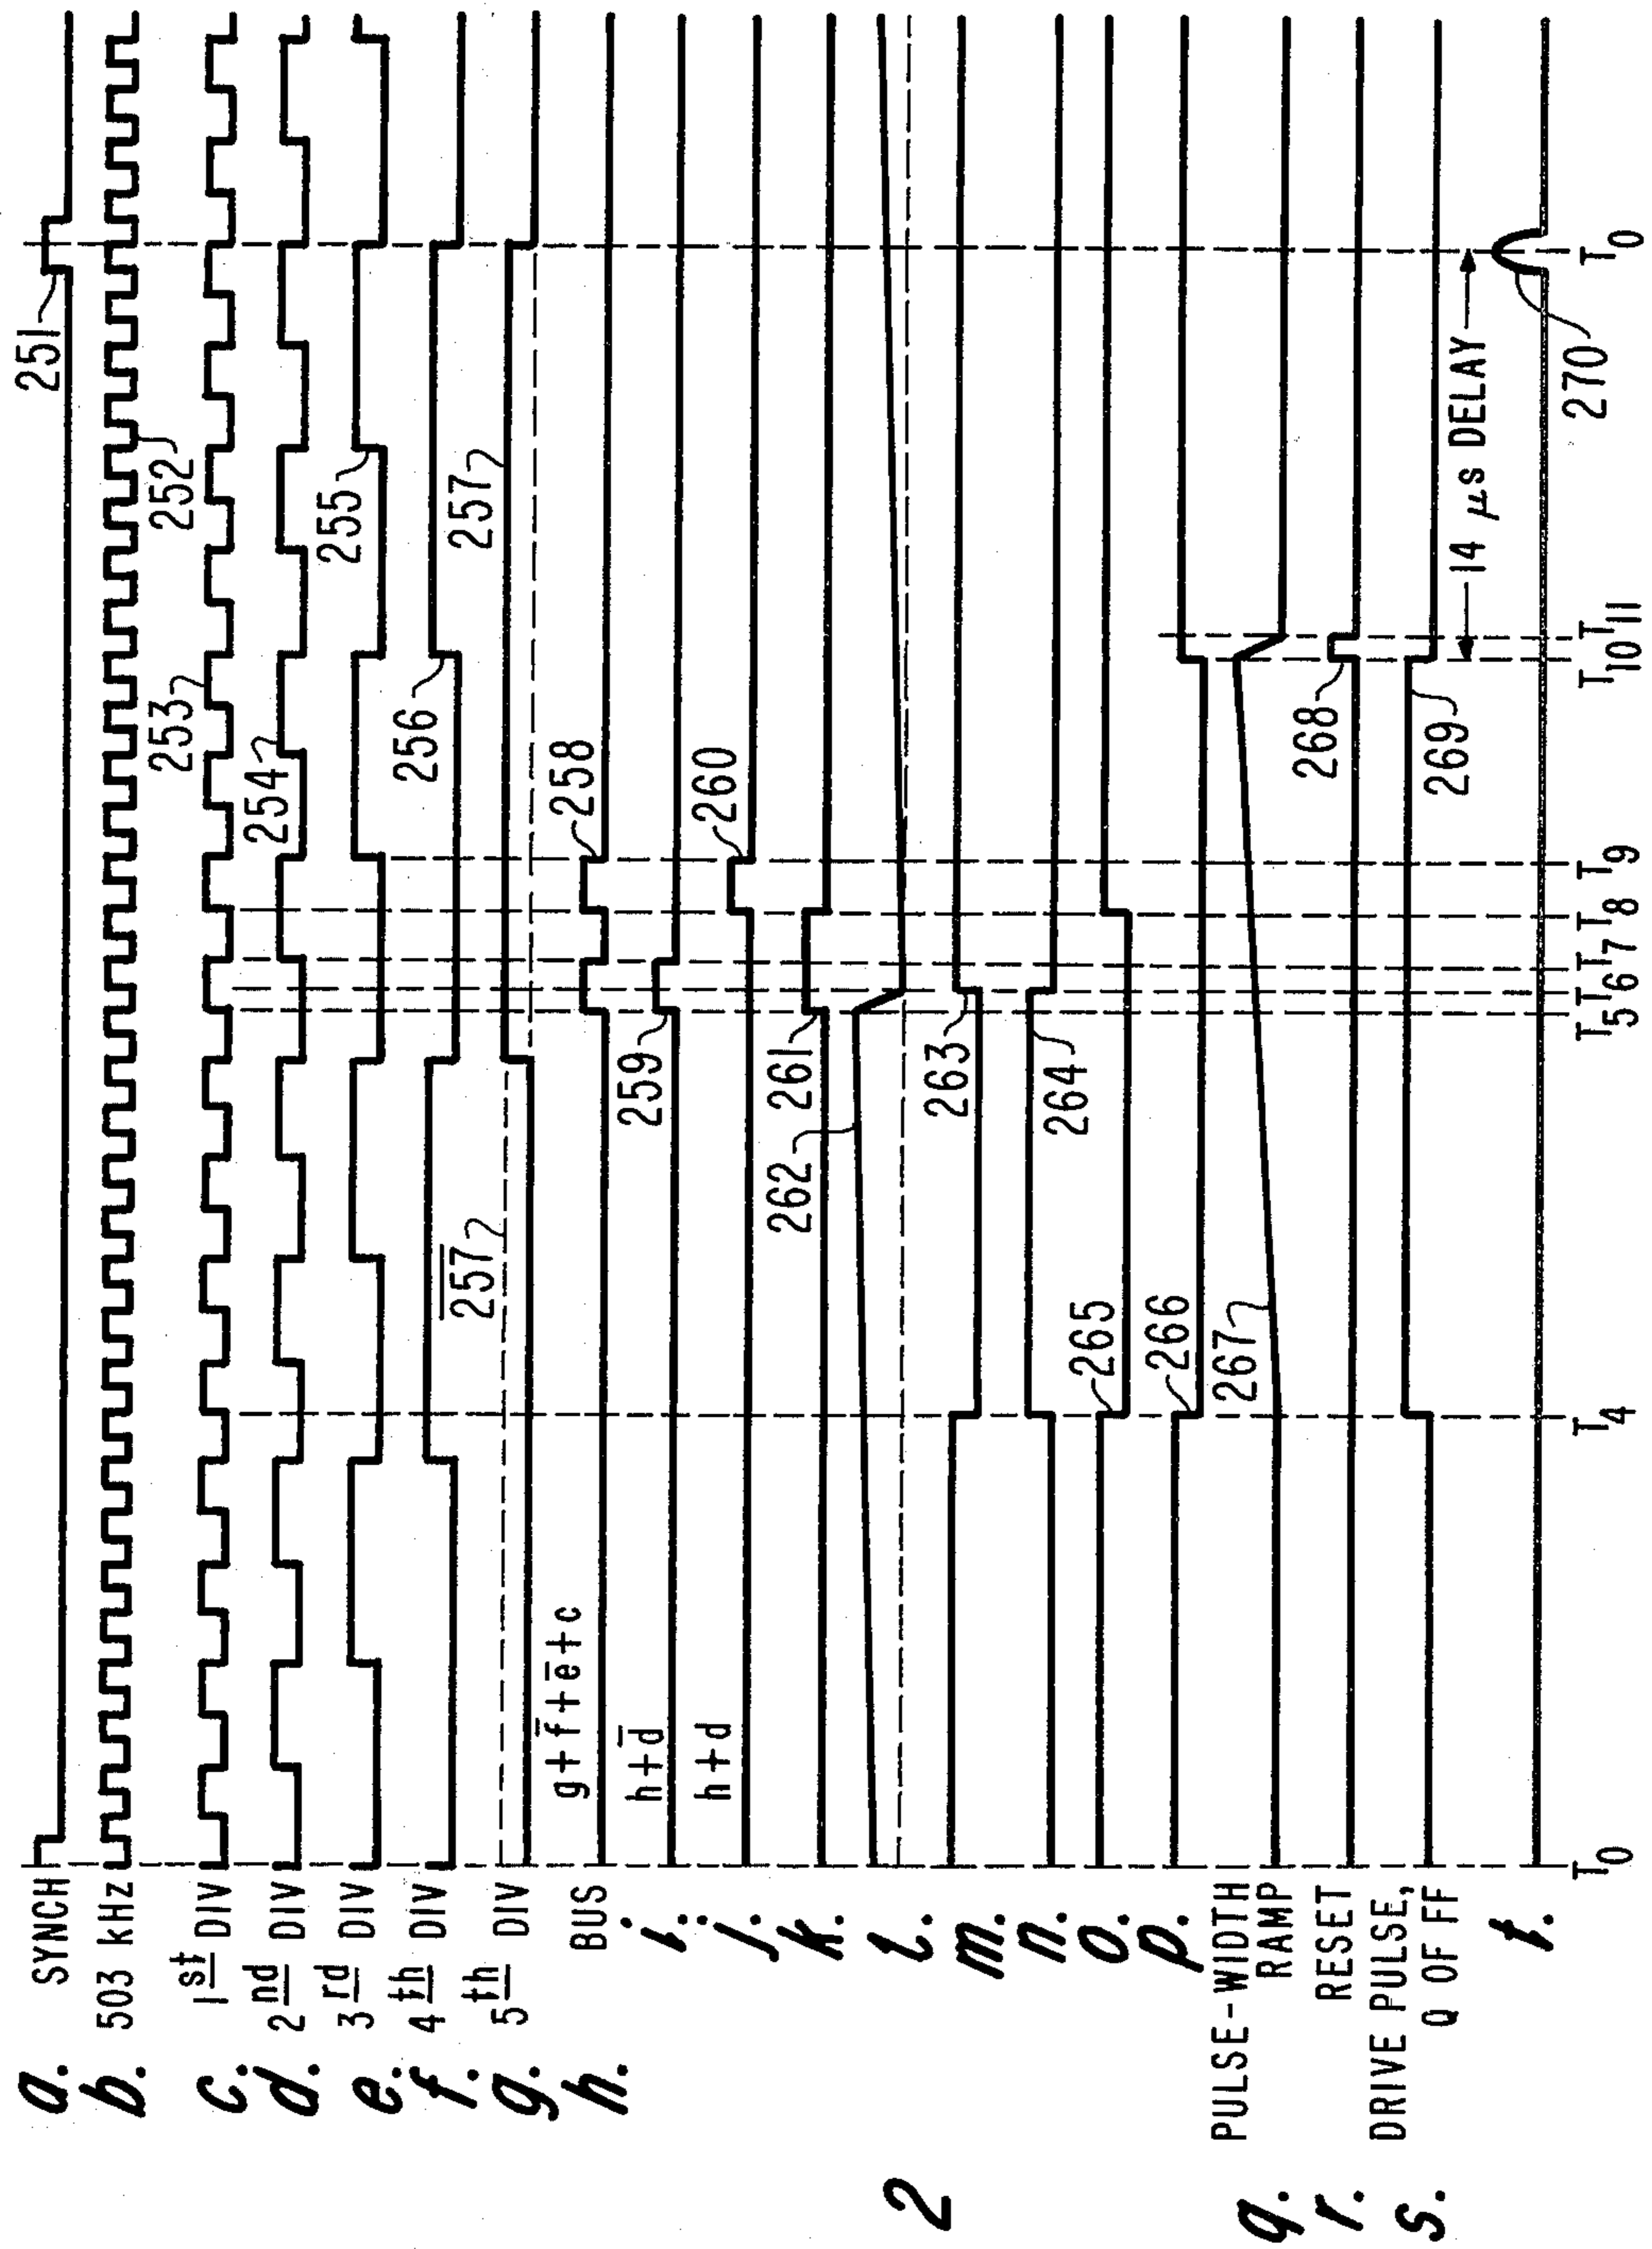 a. SYNCH
251
b. 503 kHz
252
c. 1st DIV
253
d. 2nd DIV
254
e. 3rd DIV
255
f. 4th DIV
256
g. 5th DIV
257
257
h. BUS
g+f̅+e̅+c
258
i.
h+d̅
259
j.
h+d
260
k.
261
l.
262
m.
263
n.
264
o.
265
p.
266
2
q. PULSE-WIDTH
RAMP
267
r. RESET
268
s. DRIVE PULSE,
Q OF FF
269
14 μs DELAY
t.
270
T0 T4 T5 T6 T7 T8 T9 T10 T11 T0